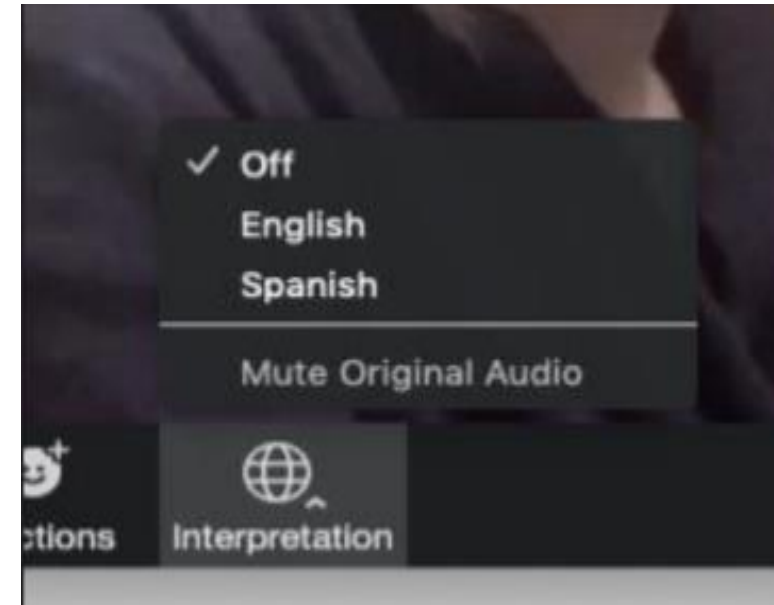 Off
English
Spanish
Mute Original Audio
ctions
Interpretation